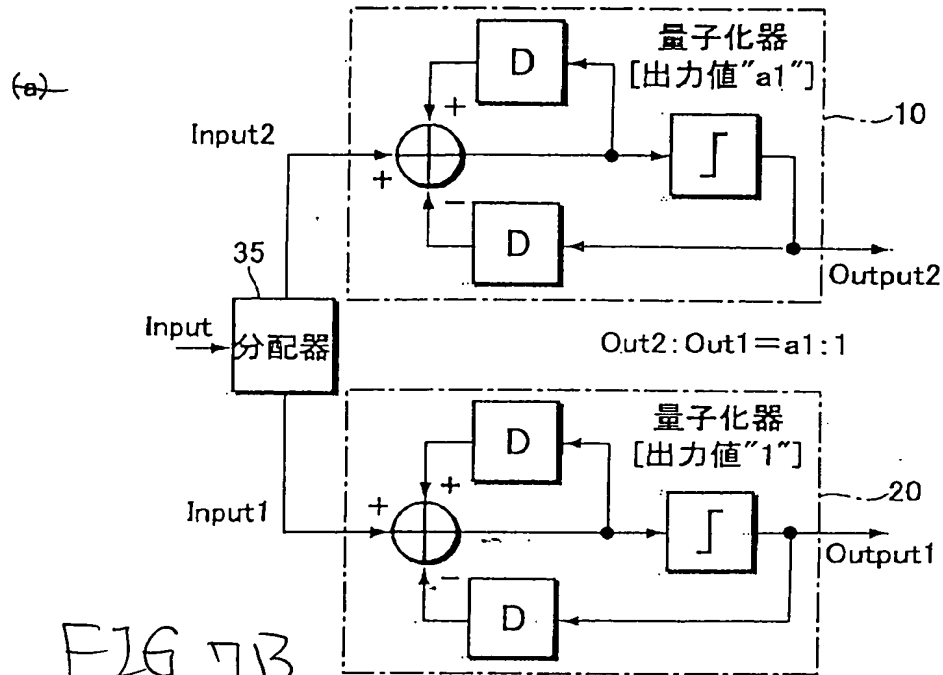 (a)
量子化器
[出力値"a1"]
D
10
Input2
+
+
-
D
Output2
35
Input
分配器
Out2:Out1=a1:1
量子化器
[出力値"1"]
D
20
+
+
Input1
-
D
Output1
FIG 7B